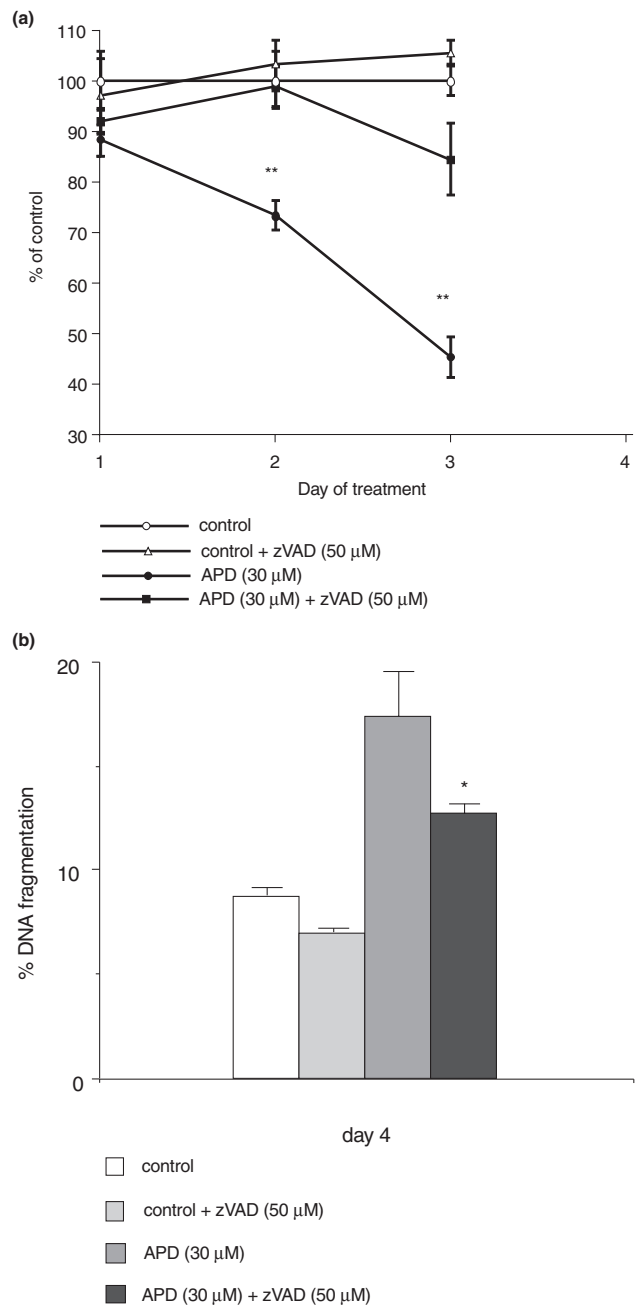 (a)
110
100
90
80
70
60
50
40
30
% of control
**
**
1 2 3 4
Day of treatment
control
control + zVAD (50 μM)
APD (30 μM)
APD (30 μM) + zVAD (50 μM)
(b)
20
10
0
% DNA fragmentation
*
day 4
control
control + zVAD (50 μM)
APD (30 μM)
APD (30 μM) + zVAD (50 μM)